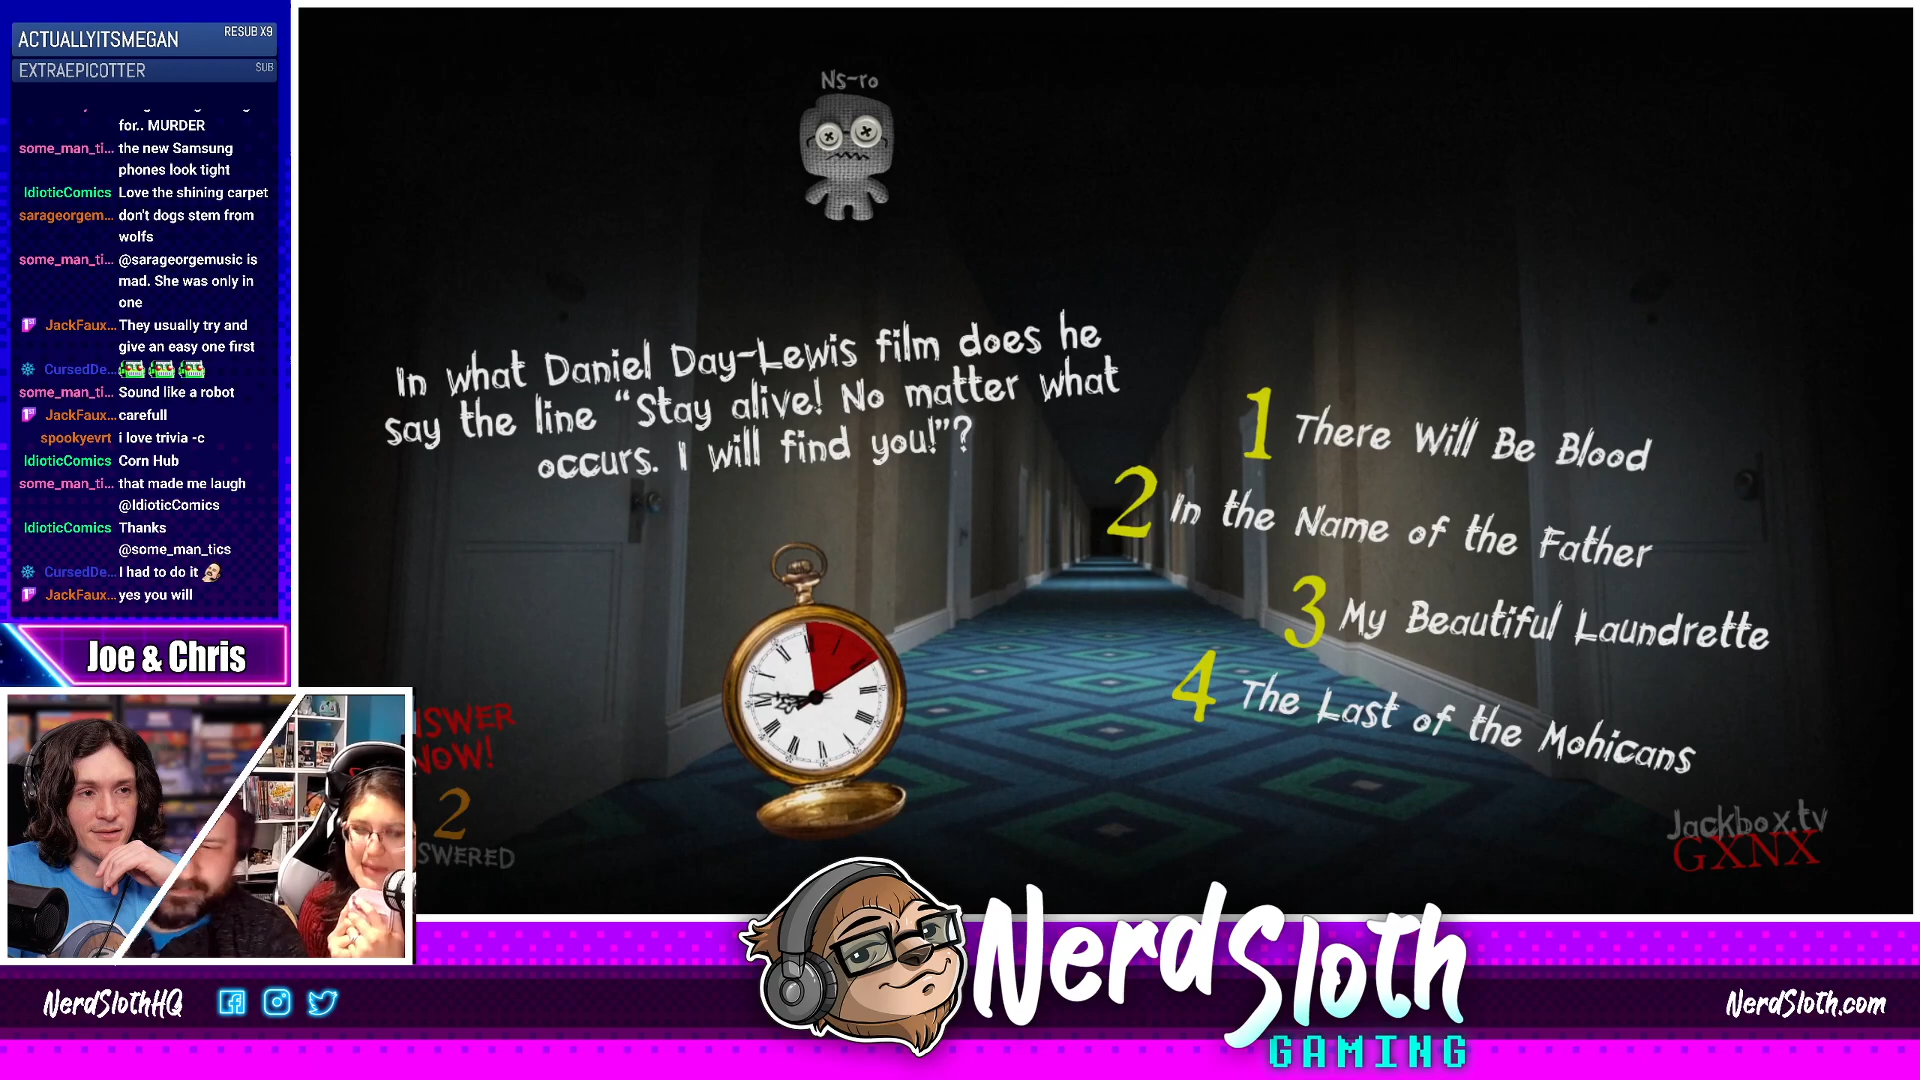 ACTUALLYITSMEGAN RESUB X9
EXTRAEPICOTTER SUB
for.. MURDER
some_man_ti... the new Samsung
phones look tight
IdioticComics Love the shining carpet
sarageorgem... don't dogs stem from
wolfs
some_man_ti... @sarageorgemusic is
mad. She was only in
one
JackFaux... They usually try and
give an easy one first
CursedDe...
some_man_ti... Sound like a robot
JackFaux... carefull
spookyevrt i love trivia -c
IdioticComics Corn Hub
some_man_ti... that made me laugh
@IdioticComics
IdioticComics Thanks
@some_man_tics
CursedDe... I had to do it
JackFaux... yes you will
Joe & Chris
Ns-ro
In what Daniel Day-Lewis film does he
say the line "Stay alive! No matter what
occurs. I will find you!"?
1 There Will Be Blood
2 In the Name of the Father
3 My Beautiful Laundrette
4 The Last of the Mohicans
SWER
NOW!
2
SWERED
Jackbox.tv
GXNX
NerdSloth
GAMING
NerdSlothHQ
NerdSloth.com